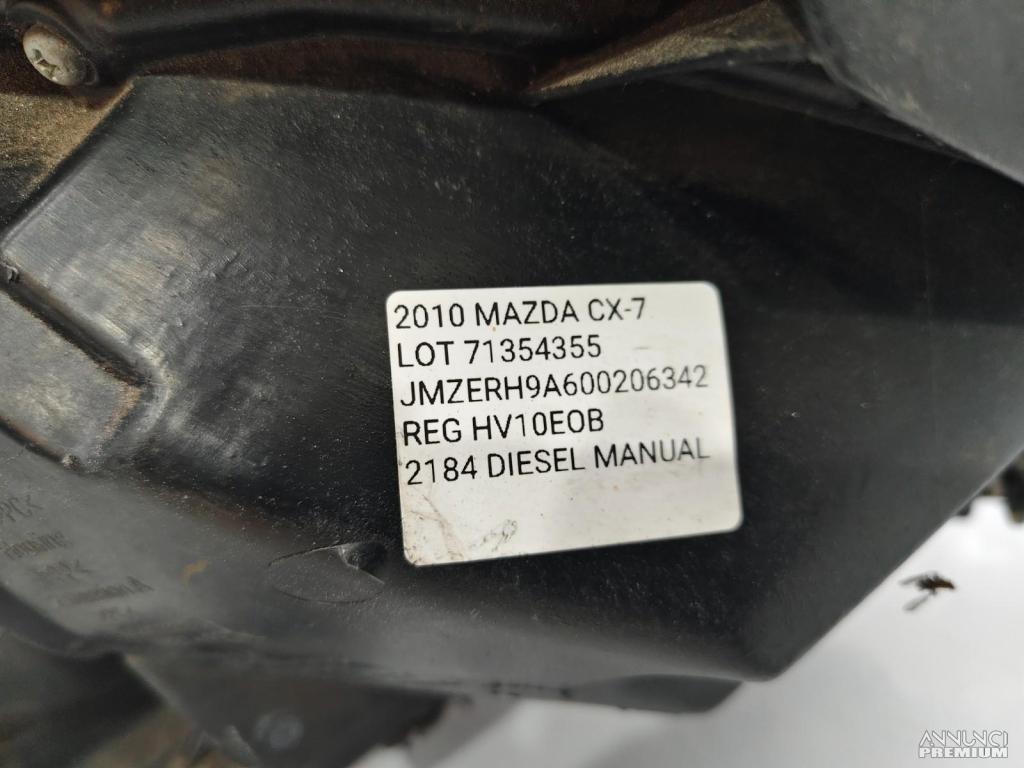 2010 MAZDA CX-7
LOT 71354355
JMZERH9A600206342
REG HV10EOB
2184 DIESEL MANUAL
ANNUNCI
PREMIUM